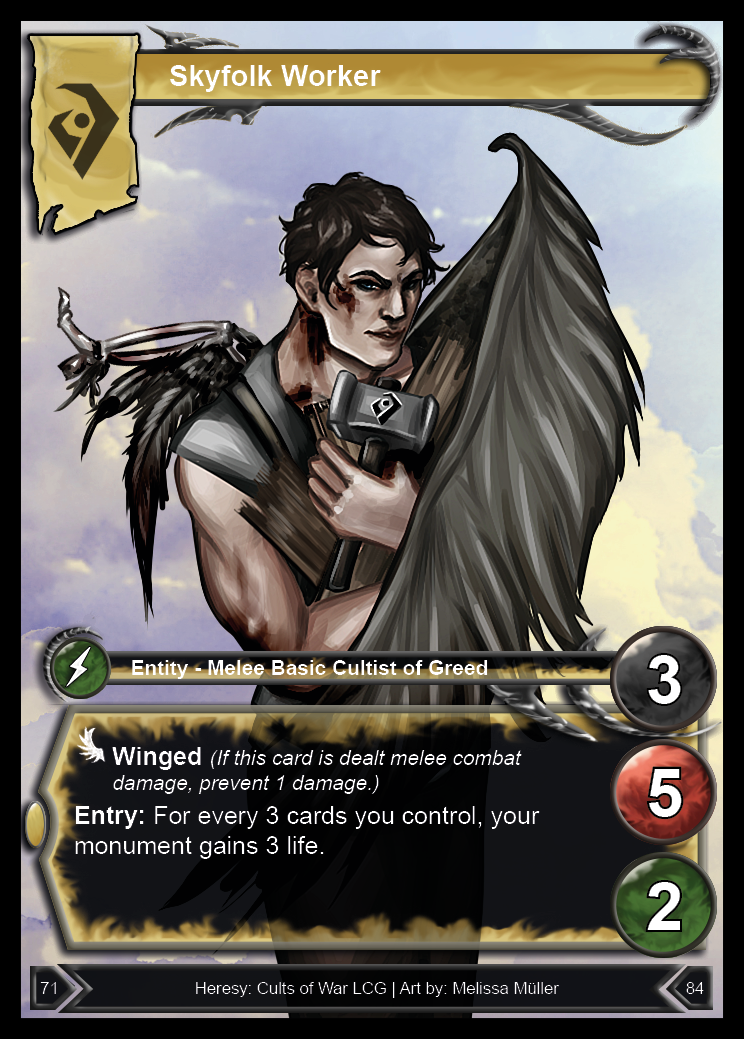 Skyfolk Worker
Entity - Melee Basic Cultist of Greed
3
Winged (If this card is dealt melee combat
damage, prevent 1 damage.)
5
Entry: For every 3 cards you control, your
monument gains 3 life.
2
71
Heresy: Cults of War LCG | Art by: Melissa Müller
84